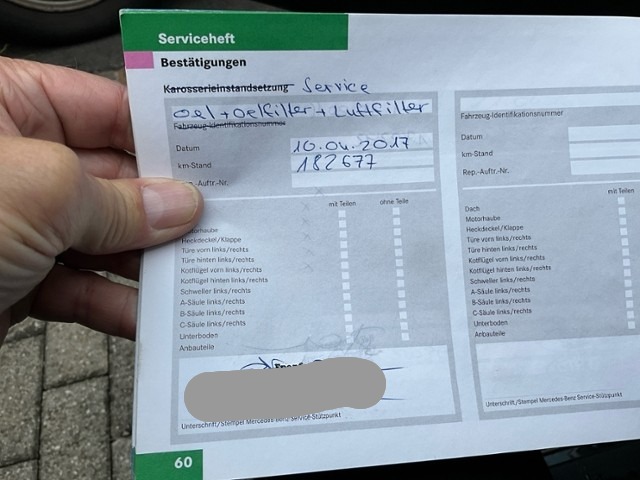 Serviceheft
Bestätigungen
Karosserieinstandsetzung Service
Oel + Oelfilter + Luftfilter
Fahrzeug-Identifikationsnummer
Datum 10.04.2017
km-Stand 182677
Rep.-Auftr.-Nr.
mit Teilen ohne Teile
Motorhaube
Heckdeckel/Klappe
Türe vorn links/rechts
Türe hinten links/rechts
Kotflügel vorn links/rechts
Kotflügel hinten links/rechts
Schweller links/rechts
A-Säule links/rechts
B-Säule links/rechts
C-Säule links/rechts
Unterboden
Anbauteile
Unterschrift/Stempel Mercedes-Benz Service-Stützpunkt
60
Fahrzeug-Identifikationsnummer
Datum
km-Stand
Rep.-Auftr.-Nr.
mit Teilen
Dach
Motorhaube
Heckdeckel/Klappe
Türe vorn links/rechts
Türe hinten links/rechts
Kotflügel vorn links/rechts
Kotflügel hinten links/rechts
Schweller links/rechts
A-Säule links/rechts
B-Säule links/rechts
C-Säule links/rechts
Unterboden
Anbauteile
Unterschrift/Stempel Mercedes-Benz Service-Stützpunkt